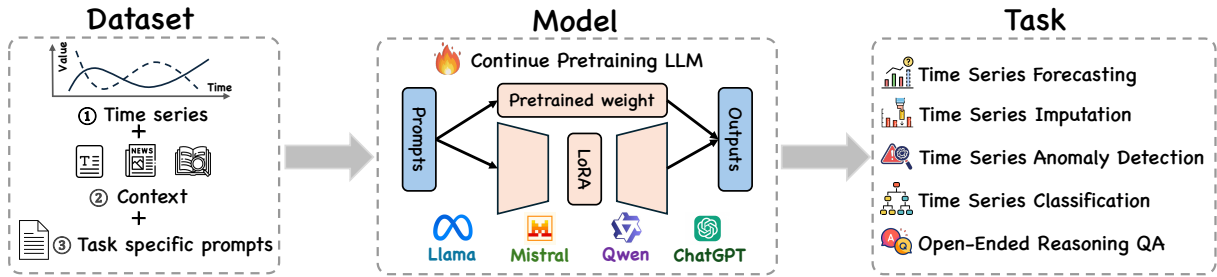 Dataset
Value
Time
① Time series
+
T
NEWS
② Context
+
③ Task specific prompts
Model
Continue Pretraining LLM
Prompts
Pretrained weight
LoRA
Outputs
Llama
Mistral
Qwen
ChatGPT
Task
?
Time Series Forecasting
Time Series Imputation
Time Series Anomaly Detection
Time Series Classification
A
Q
Open-Ended Reasoning QA